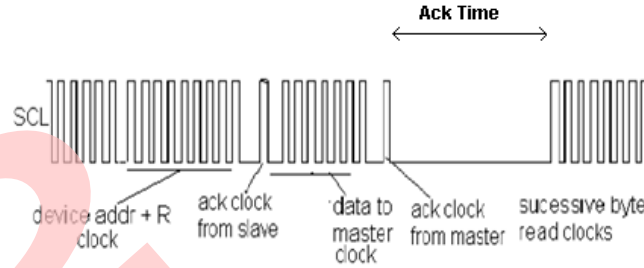 Ack Time
SCL
device addr + R
clock
ack clock
from slave
data to
master
clock
ack clock
from master
sucessive byte
read clocks